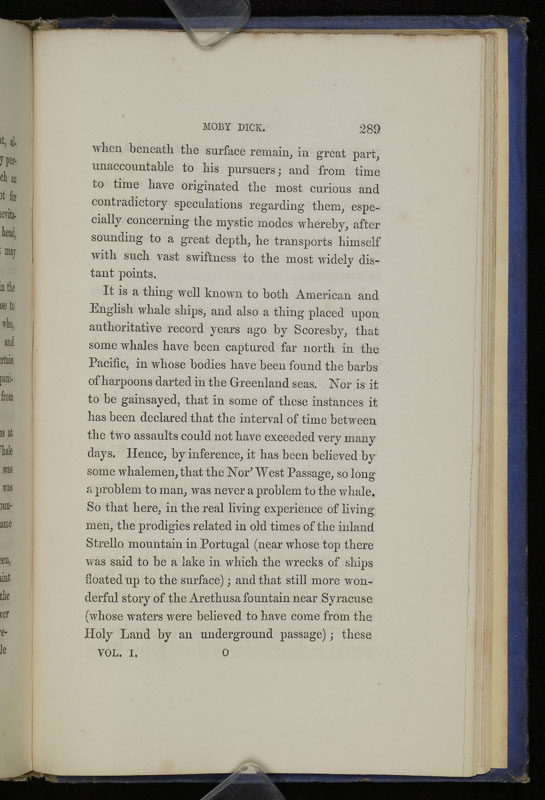 MOBY DICK. 289
when beneath the surface remain, in great part,
unaccountable to his pursuers; and from time
to time have originated the most curious and
contradictory speculations regarding them, espe-
cially concerning the mystic modes whereby, after
sounding to a great depth, he transports himself
with such vast swiftness to the most widely dis-
tant points.
It is a thing well known to both American and
English whale ships, and also a thing placed upon
authoritative record years ago by Scoresby, that
some whales have been captured far north in the
Pacific, in whose bodies have been found the barbs
of harpoons darted in the Greenland seas. Nor is it
to be gainsayed, that in some of these instances it
has been declared that the interval of time between
the two assaults could not have exceeded very many
days. Hence, by inference, it has been believed by
some whalemen, that the Nor' West Passage, so long
a problem to man, was never a problem to the whale.
So that here, in the real living experience of living
men, the prodigies related in old times of the inland
Strello mountain in Portugal (near whose top there
was said to be a lake in which the wrecks of ships
floated up to the surface); and that still more won-
derful story of the Arethusa fountain near Syracuse
(whose waters were believed to have come from the
Holy Land by an underground passage); these
VOL. I. O